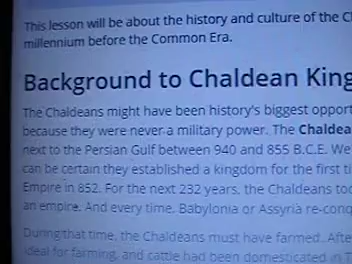 This lesson will be about the history and culture of the
millennium before the Common Era.
Background to Chaldean King
The Chaldeans might have been history's biggest opport
because they were never a military power. The Chaldea
next to the Persian Gulf between 940 and 855 B.C.E. We
can be certain they established a kingdom for the first ti
Empire in 852. For the next 232 years, the Chaldeans too
an empire. And every time, Babylonia or Assyria re-conq
During that time, the Chaldeans must have farmed. Afte
ideal for farming, and cattle had been domesticated in